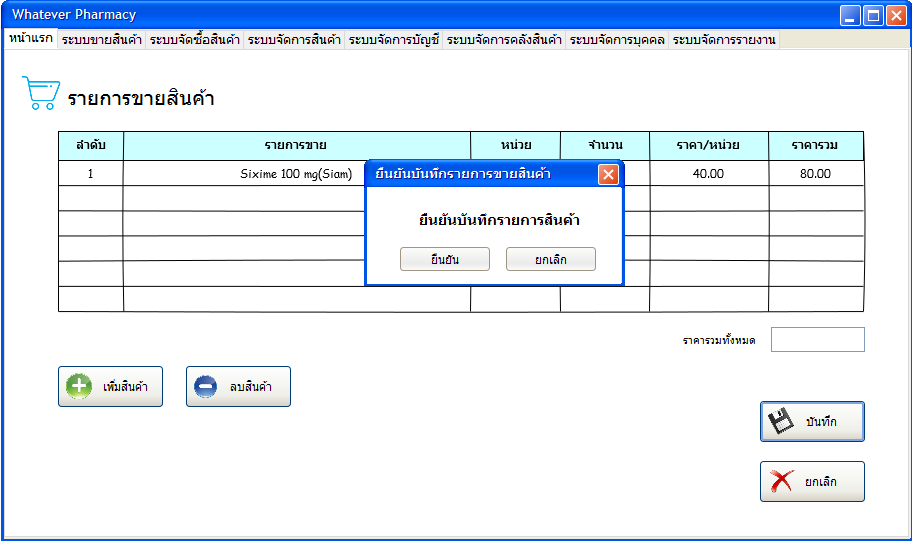 Whatever Pharmacy
หน้าแรก ระบบขายสินค้า ระบบจัดซื้อสินค้า ระบบจัดการสินค้า ระบบจัดการบัญชี ระบบจัดการคลังสินค้า ระบบจัดการบุคคล ระบบจัดการรายงาน
รายการขายสินค้า
ลำดับ รายการขาย หน่วย จำนวน ราคา/หน่วย ราคารวม
1 Sixime 100 mg(Siam) 40.00 80.00
ยืนยันบันทึกรายการขายสินค้า
ยืนยันบันทึกรายการสินค้า
ยืนยัน ยกเลิก
ราคารวมทั้งหมด
เพิ่มสินค้า ลบสินค้า
บันทึก
ยกเลิก